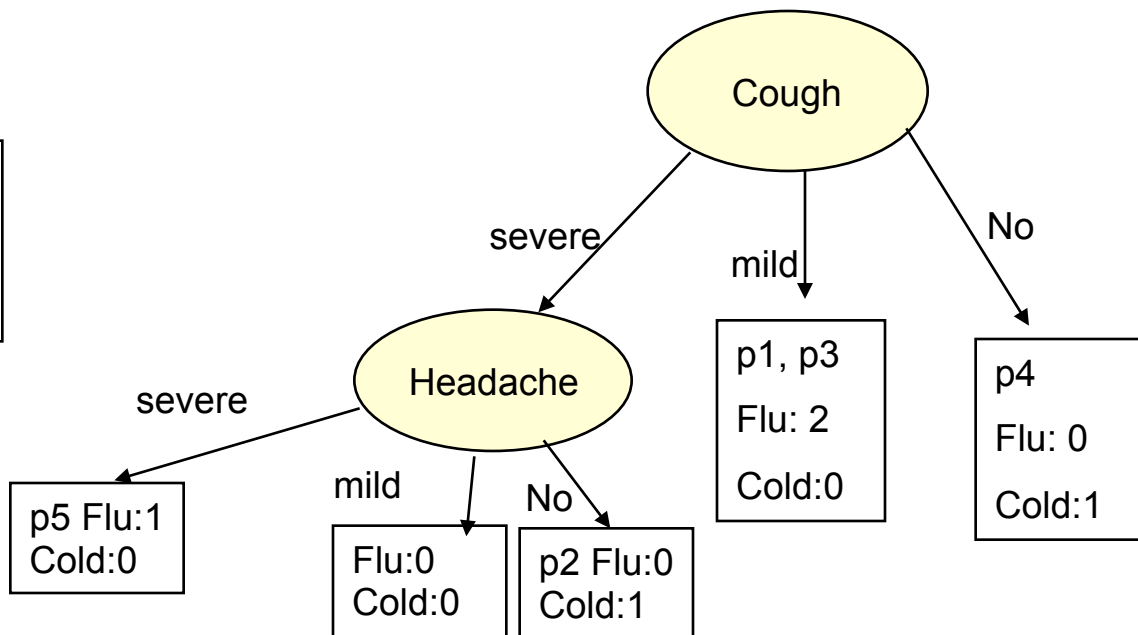 Cough
severe
mild
No
p1, p3
Flu: 2
Cold:0
p4
Flu: 0
Cold:1
Headache
severe
mild
No
p5 Flu:1
Cold:0
Flu:0
Cold:0
p2 Flu:0
Cold:1